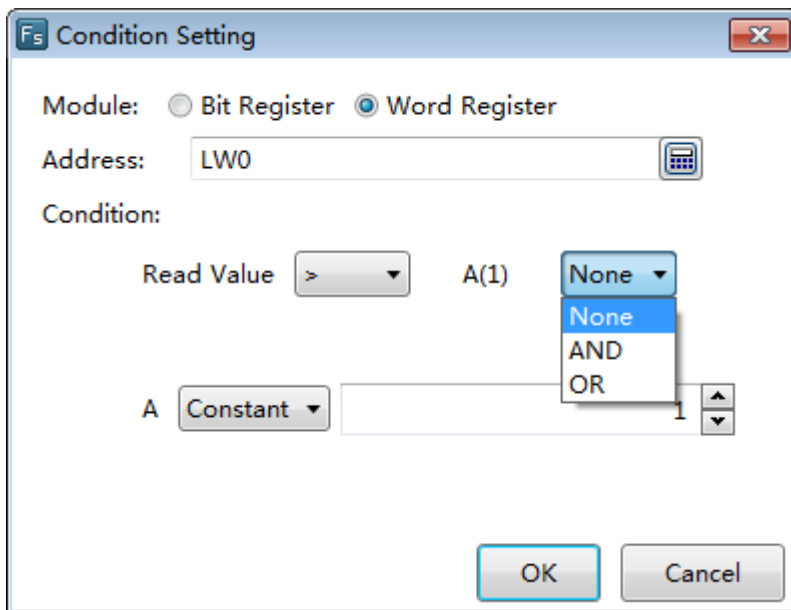 Fs Condition Setting
Module: Bit Register Word Register
Address: LW0
Condition:
Read Value > A(1) None
None
AND
OR
A Constant 1
OK Cancel